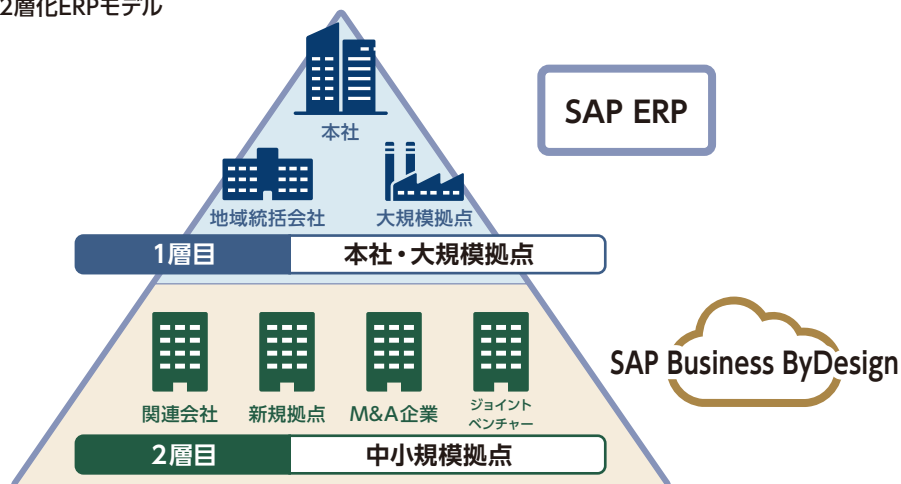 2層化ERPモデル
本社
SAP ERP
地域統括会社
大規模拠点
1層目
本社・大規模拠点
SAP Business ByDesign
関連会社
新規拠点
M&A企業
ジョイント
ベンチャー
2層目
中小規模拠点